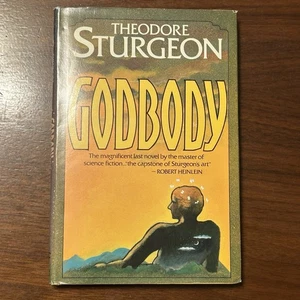 THEODORE
STURGEON
GODBODY
The magnificent last novel by the master of
science fiction..."the capstone of Sturgeon's art"
– ROBERT HEINLEIN